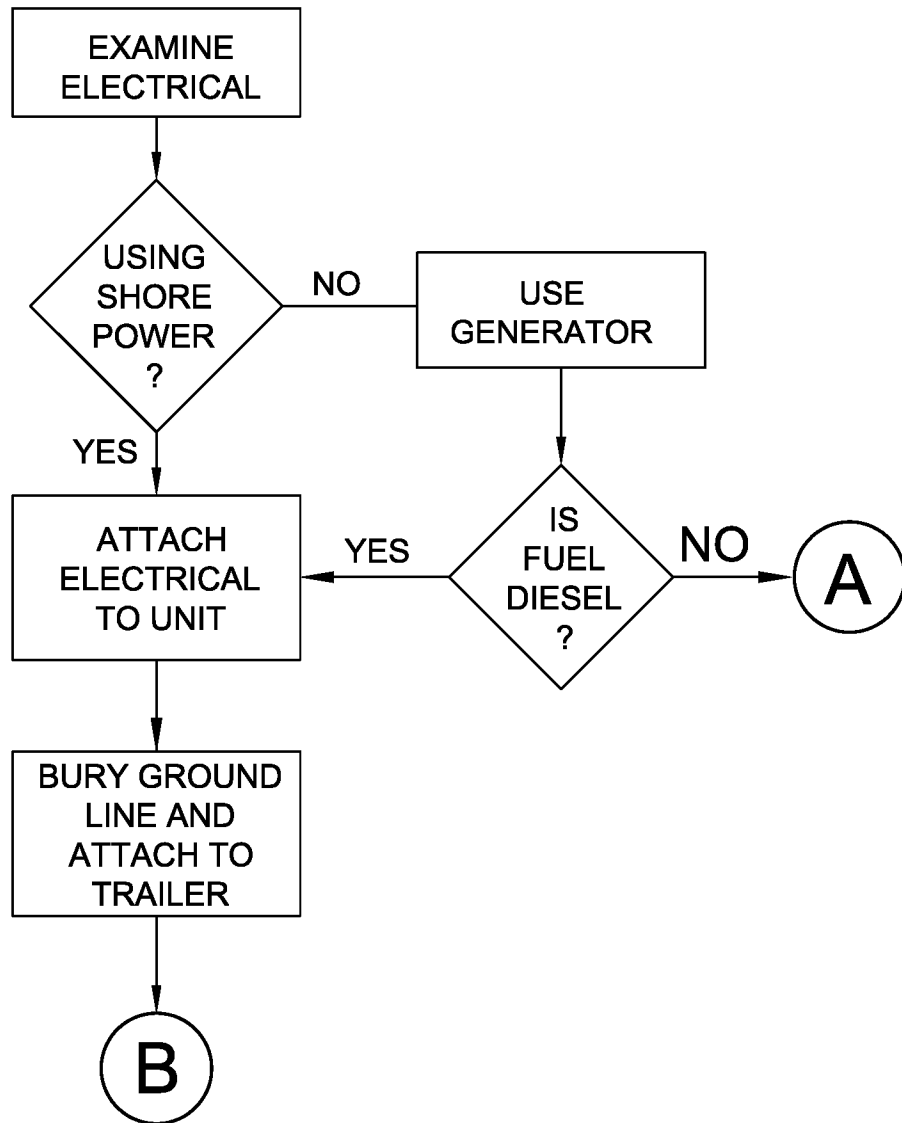 EXAMINE
ELECTRICAL
USING
SHORE
POWER
?
NO
USE
GENERATOR
YES
ATTACH
ELECTRICAL
TO UNIT
YES
IS
FUEL
DIESEL
?
NO
A
BURY GROUND
LINE AND
ATTACH TO
TRAILER
B